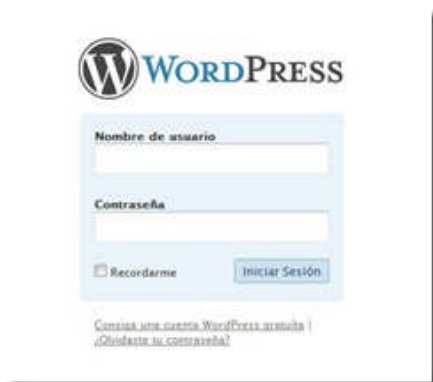 WORDPRESS
Nombre de usuario
Contraseña
Recordarme
Iniciar Sesión
Consiga una cuenta WordPress gratuita |
¿Olvidaste tu contraseña?